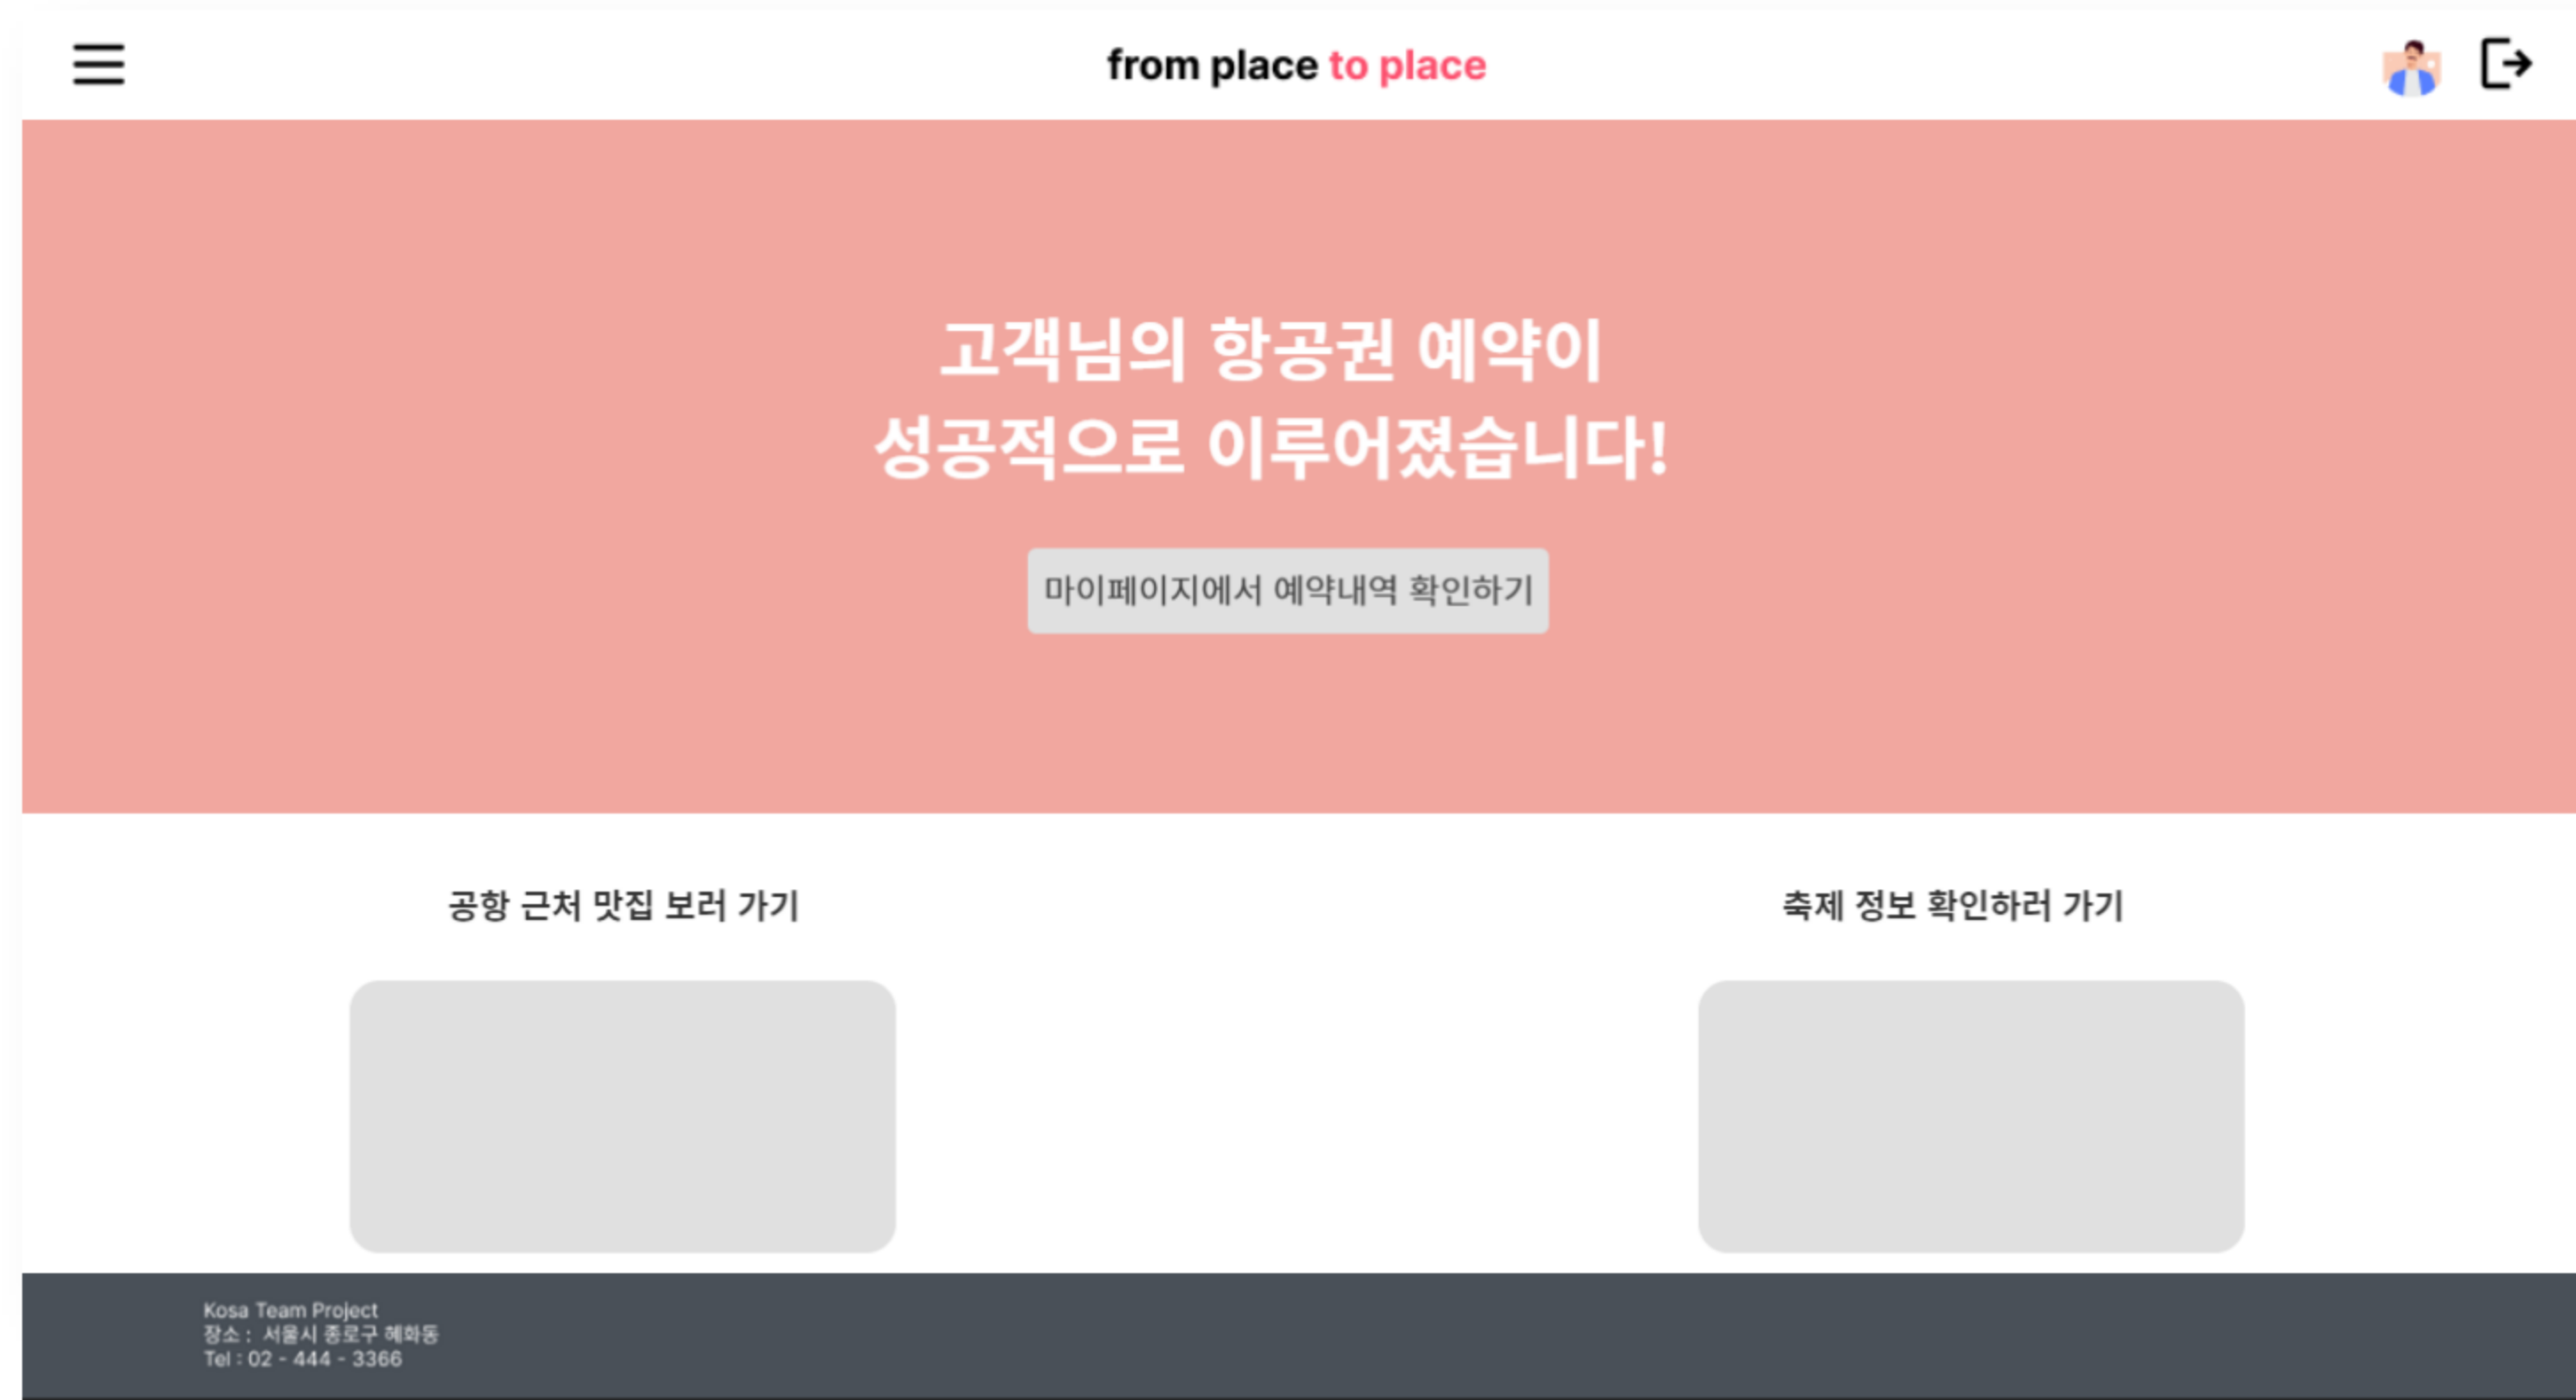 from place to place
고객님의 항공권 예약이
성공적으로 이루어졌습니다!
마이페이지에서 예약내역 확인하기
공항 근처 맛집 보러 가기
축제 정보 확인하러 가기
Kosa Team Project
장소 : 서울시 종로구 혜화동
Tel : 02 - 444 - 3366